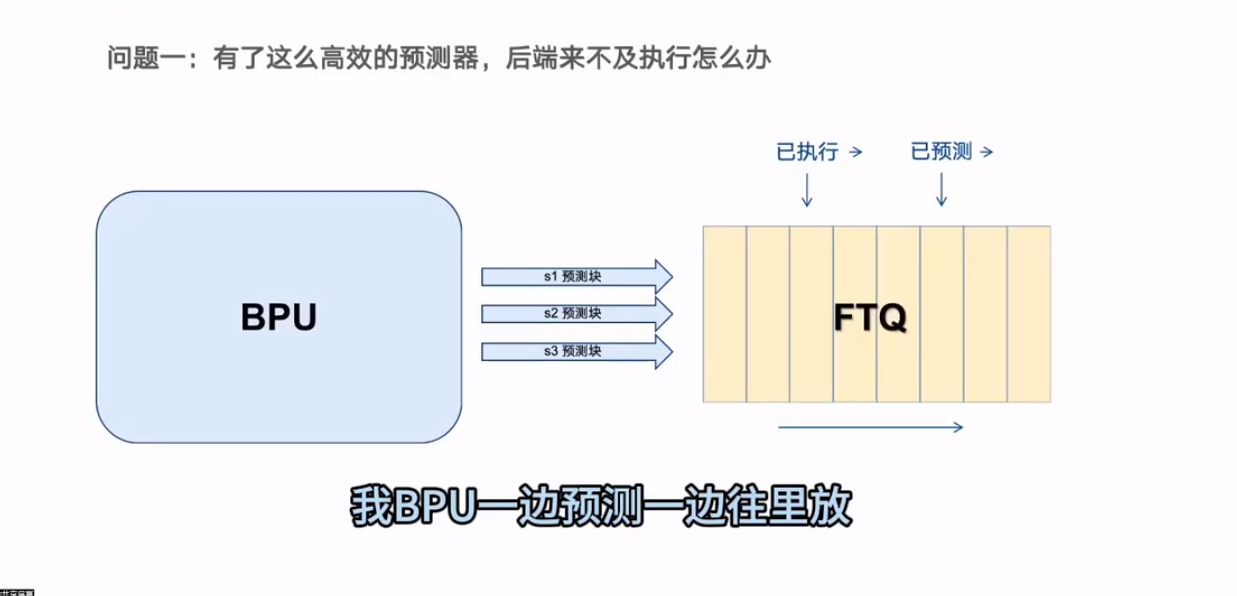 问题一：有了这么高效的预测器，后端来不及执行怎么办
已执行 → 已预测 →
BPU
s1 预测块
s2 预测块
s3 预测块
FTQ
我BPU一边预测一边往里放